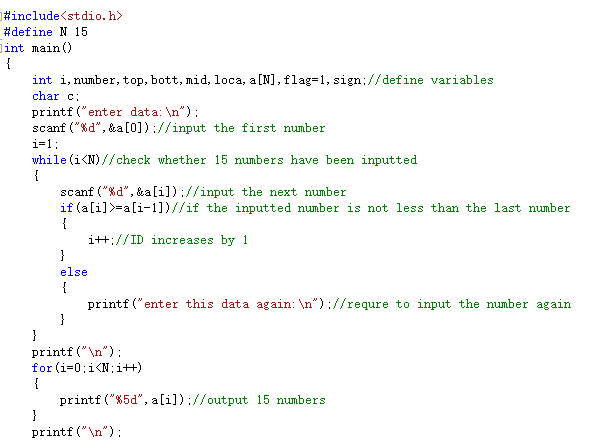 #include<stdio.h>
#define N 15
int main()
{
    int i,number,top,bott,mid,loca,a[N],flag=1,sign;//define variables
    char c;
    printf("enter data:\n");
    scanf("%d",&a[0]);//input the first number
    i=1;
    while(i<N)//check whether 15 numbers have been inputted
    {
        scanf("%d",&a[i]);//input the next number
        if(a[i]>=a[i-1])//if the inputted number is not less than the last number
        {
            i++;//ID increases by 1
        }
        else
        {
            printf("enter this data again:\n");//requre to input the number again
        }
    }
    printf("\n");
    for(i=0;i<N;i++)
    {
        printf("%5d",a[i]);//output 15 numbers
    }
    printf("\n");